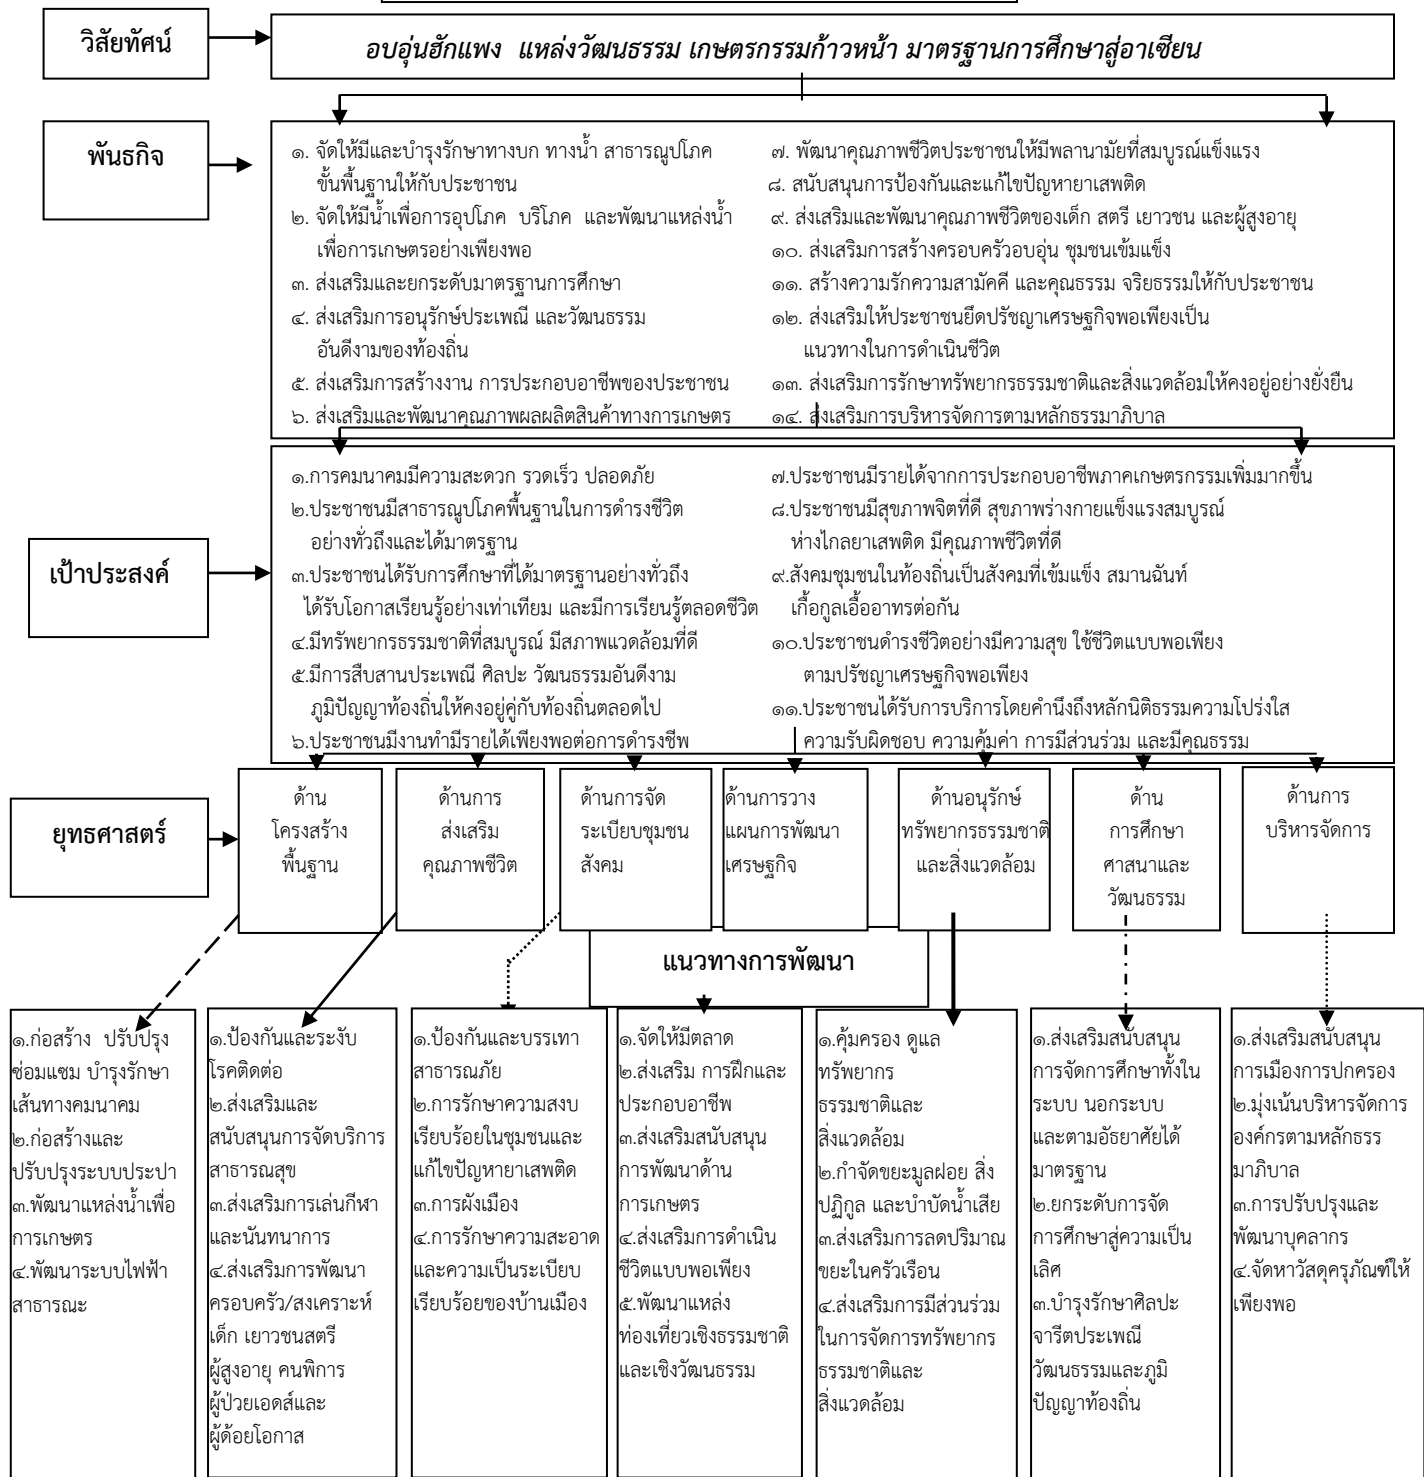 วิสัยทัศน์
อบอุ่นฮักแพง แหล่งวัฒนธรรม เกษตรกรรมก้าวหน้า มาตรฐานการศึกษาสู่อาเซียน
พันธกิจ
๑. จัดให้มีและบำรุงรักษาทางบก ทางน้ำ สาธารณูปโภค
ขั้นพื้นฐานให้กับประชาชน
๒. จัดให้มีน้ำเพื่อการอุปโภค บริโภค และพัฒนาแหล่งน้ำ
เพื่อการเกษตรอย่างเพียงพอ
๓. ส่งเสริมและยกระดับมาตรฐานการศึกษา
๔. ส่งเสริมการอนุรักษ์ประเพณี และวัฒนธรรม
อันดีงามของท้องถิ่น
๕. ส่งเสริมการสร้างงาน การประกอบอาชีพของประชาชน
๖. ส่งเสริมและพัฒนาคุณภาพผลผลิตสินค้าทางการเกษตร
๗. พัฒนาคุณภาพชีวิตประชาชนให้มีพลานามัยที่สมบูรณ์แข็งแรง
๘. สนับสนุนการป้องกันและแก้ไขปัญหายาเสพติด
๙. ส่งเสริมและพัฒนาคุณภาพชีวิตของเด็ก สตรี เยาวชน และผู้สูงอายุ
๑๐. ส่งเสริมการสร้างครอบครัวอบอุ่น ชุมชนเข้มแข็ง
๑๑. สร้างความรักความสามัคคี และคุณธรรม จริยธรรมให้กับประชาชน
๑๒. ส่งเสริมให้ประชาชนยึดปรัชญาเศรษฐกิจพอเพียงเป็น
แนวทางในการดำเนินชีวิต
๑๓. ส่งเสริมการรักษาทรัพยากรธรรมชาติและสิ่งแวดล้อมให้คงอยู่อย่างยั่งยืน
๑๔. ส่งเสริมการบริหารจัดการตามหลักธรรมาภิบาล
เป้าประสงค์
๑.การคมนาคมมีความสะดวก รวดเร็ว ปลอดภัย
๒.ประชาชนมีสาธารณูปโภคพื้นฐานในการดำรงชีวิต
อย่างทั่วถึงและได้มาตรฐาน
๓.ประชาชนได้รับการศึกษาที่ได้มาตรฐานอย่างทั่วถึง
ได้รับโอกาสเรียนรู้อย่างเท่าเทียม และมีการเรียนรู้ตลอดชีวิต
๔.มีทรัพยากรธรรมชาติที่สมบูรณ์ มีสภาพแวดล้อมที่ดี
๕.มีการสืบสานประเพณี ศิลปะ วัฒนธรรมอันดีงาม
ภูมิปัญญาท้องถิ่นให้คงอยู่คู่กับท้องถิ่นตลอดไป
๖.ประชาชนมีงานทำมีรายได้เพียงพอต่อการดำรงชีพ
๗.ประชาชนมีรายได้จากการประกอบอาชีพภาคเกษตรกรรมเพิ่มมากขึ้น
๘.ประชาชนมีสุขภาพจิตที่ดี สุขภาพร่างกายแข็งแรงสมบูรณ์
ห่างไกลยาเสพติด มีคุณภาพชีวิตที่ดี
๙.สังคมชุมชนในท้องถิ่นเป็นสังคมที่เข้มแข็ง สมานฉันท์
เกื้อกูลเอื้ออาทรต่อกัน
๑๐.ประชาชนดำรงชีวิตอย่างมีความสุข ใช้ชีวิตแบบพอเพียง
ตามปรัชญาเศรษฐกิจพอเพียง
๑๑.ประชาชนได้รับการบริการโดยคำนึงถึงหลักนิติธรรมความโปร่งใส
ความรับผิดชอบ ความคุ้มค่า การมีส่วนร่วม และมีคุณธรรม
ยุทธศาสตร์
ด้าน
โครงสร้าง
พื้นฐาน
ด้านการ
ส่งเสริม
คุณภาพชีวิต
ด้านการจัด
ระเบียบชุมชน
สังคม
ด้านการวาง
แผนการพัฒนา
เศรษฐกิจ
ด้านอนุรักษ์
ทรัพยากรธรรมชาติ
และสิ่งแวดล้อม
ด้าน
การศึกษา
ศาสนาและ
วัฒนธรรม
ด้านการ
บริหารจัดการ
แนวทางการพัฒนา
๑.ก่อสร้าง ปรับปรุง
ซ่อมแซม บำรุงรักษา
เส้นทางคมนาคม
๒.ก่อสร้างและ
ปรับปรุงระบบประปา
๓.พัฒนาแหล่งน้ำเพื่อ
การเกษตร
๔.พัฒนาระบบไฟฟ้า
สาธารณะ
๑.ป้องกันและระงับ
โรคติดต่อ
๒.ส่งเสริมและ
สนับสนุนการจัดบริการ
สาธารณสุข
๓.ส่งเสริมการเล่นกีฬา
และนันทนาการ
๔.ส่งเสริมการพัฒนา
ครอบครัว/สงเคราะห์
เด็ก เยาวชนสตรี
ผู้สูงอายุ คนพิการ
ผู้ป่วยเอดส์และ
ผู้ด้อยโอกาส
๑.ป้องกันและบรรเทา
สาธารณภัย
๒.การรักษาความสงบ
เรียบร้อยในชุมชนและ
แก้ไขปัญหายาเสพติด
๓.การผังเมือง
๔.การรักษาความสะอาด
และความเป็นระเบียบ
เรียบร้อยของบ้านเมือง
๑.จัดให้มีตลาด
๒.ส่งเสริม การฝึกและ
ประกอบอาชีพ
๓.ส่งเสริมสนับสนุน
การพัฒนาด้าน
การเกษตร
๔.ส่งเสริมการดำเนิน
ชีวิตแบบพอเพียง
๕.พัฒนาแหล่ง
ท่องเที่ยวเชิงธรรมชาติ
และเชิงวัฒนธรรม
๑.คุ้มครอง ดูแล
ทรัพยากร
ธรรมชาติและ
สิ่งแวดล้อม
๒.กำจัดขยะมูลฝอย สิ่ง
ปฏิกูล และบำบัดน้ำเสีย
๓.ส่งเสริมการลดปริมาณ
ขยะในครัวเรือน
๔.ส่งเสริมการมีส่วนร่วม
ในการจัดการทรัพยากร
ธรรมชาติและ
สิ่งแวดล้อม
๑.ส่งเสริมสนับสนุน
การจัดการศึกษาทั้งใน
ระบบ นอกระบบ
และตามอัธยาศัยได้
มาตรฐาน
๒.ยกระดับการจัด
การศึกษาสู่ความเป็น
เลิศ
๓.บำรุงรักษาศิลปะ
จารีตประเพณี
วัฒนธรรมและภูมิ
ปัญญาท้องถิ่น
๑.ส่งเสริมสนับสนุน
การเมืองการปกครอง
๒.มุ่งเน้นบริหารจัดการ
องค์กรตามหลักธรร
มาภิบาล
๓.การปรับปรุงและ
พัฒนาบุคลากร
๔.จัดหาวัสดุครุภัณฑ์ให้
เพียงพอ